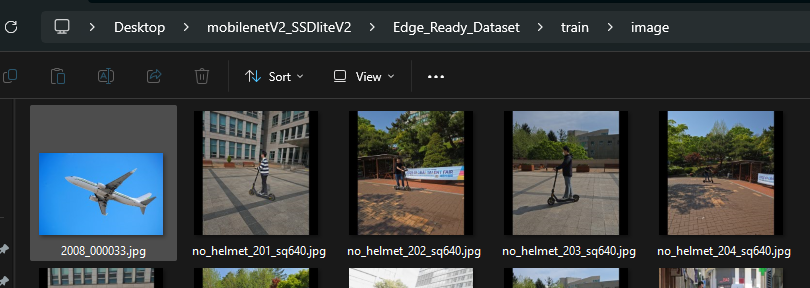 Desktop > mobilenetV2_SSDliteV2 > Edge_Ready_Dataset > train > image
Sort View
2008_000033.jpg no_helmet_201_sq640.jpg no_helmet_202_sq640.jpg no_helmet_203_sq640.jpg no_helmet_204_sq640.jpg